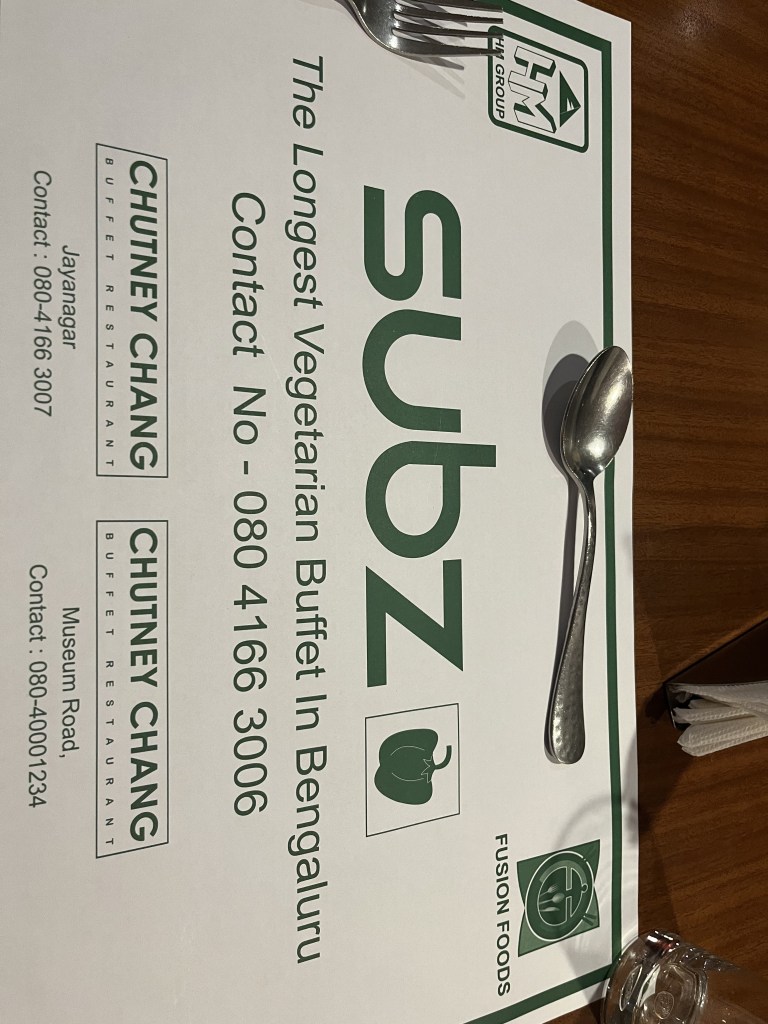 HM
HM GROUP
FUSION FOODS
subz
The Longest Vegetarian Buffet In Bengaluru
Contact No - 080 4166 3006
CHUTNEY CHANG
BUFFET RESTAURANT
Jayanagar
Contact : 080-4166 3007
CHUTNEY CHANG
BUFFET RESTAURANT
Museum Road,
Contact : 080-40001234